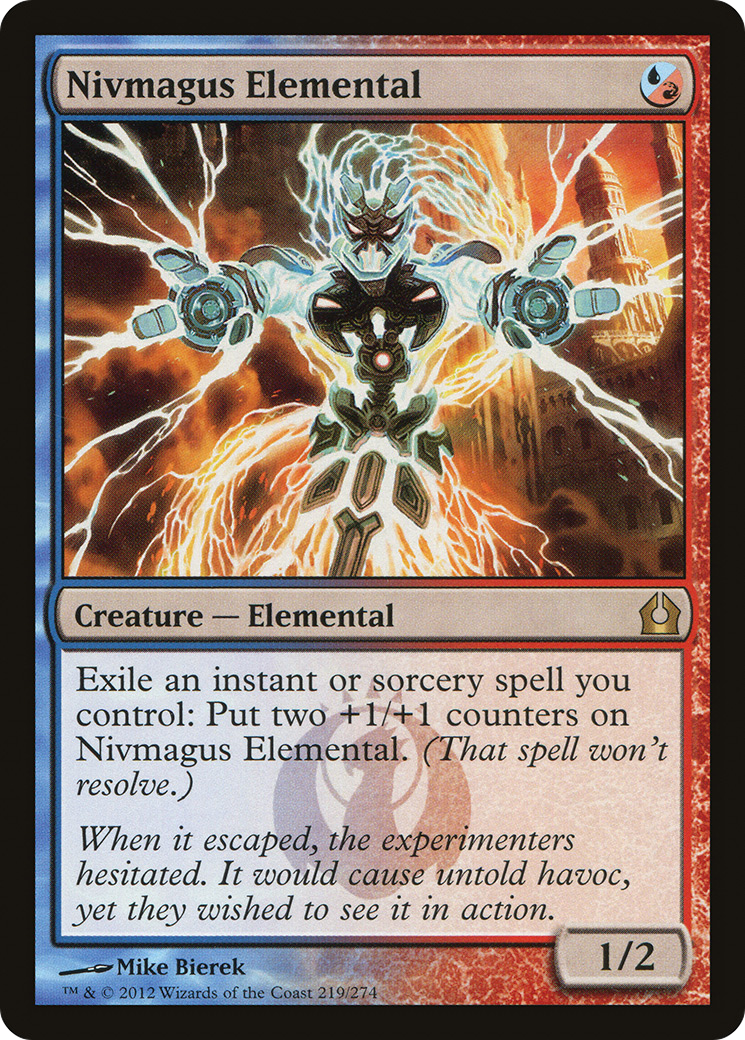 Nivmagus Elemental
Creature — Elemental
Exile an instant or sorcery spell you
control: Put two +1/+1 counters on
Nivmagus Elemental. (That spell won't
resolve.)
When it escaped, the experimenters
hesitated. It would cause untold havoc,
yet they wished to see it in action.
1/2
Mike Bierek
™ & © 2012 Wizards of the Coast 219/274